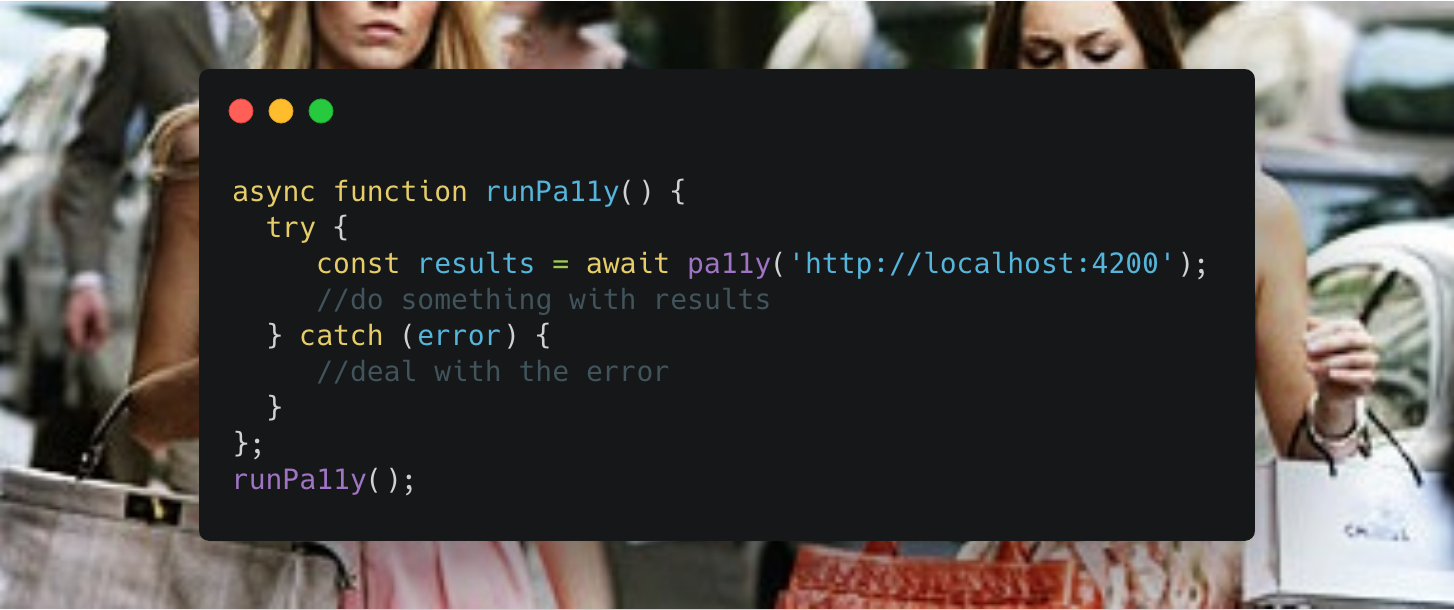 async function runPa11y() {
  try {
     const results = await pa11y('http://localhost:4200');
     //do something with results
  } catch (error) {
     //deal with the error
  }
};
runPa11y();